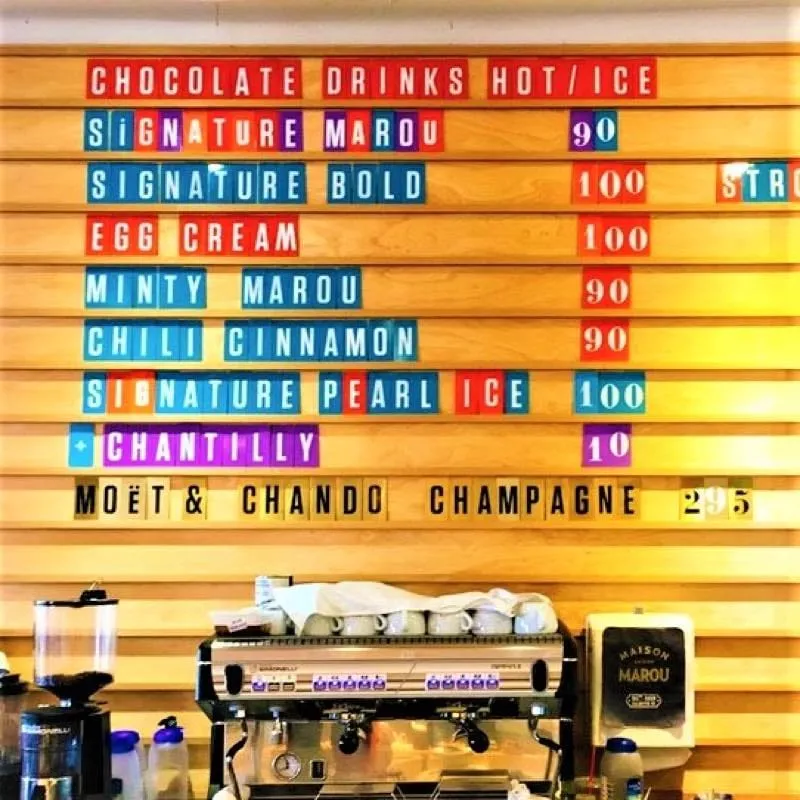 CHOCOLATE DRINKS HOT/ICE
SiGNATURE MAROU 90
SIGNATURE BOLD 100 STRO
EGG CREAM 100
MINTY MAROU 90
CHILI CINNAMON 90
SIGNATURE PEARL ICE 100
+ CHANTILLY 10
MOËT & CHANDO CHAMPAGNE 295
MAISON
MAROU